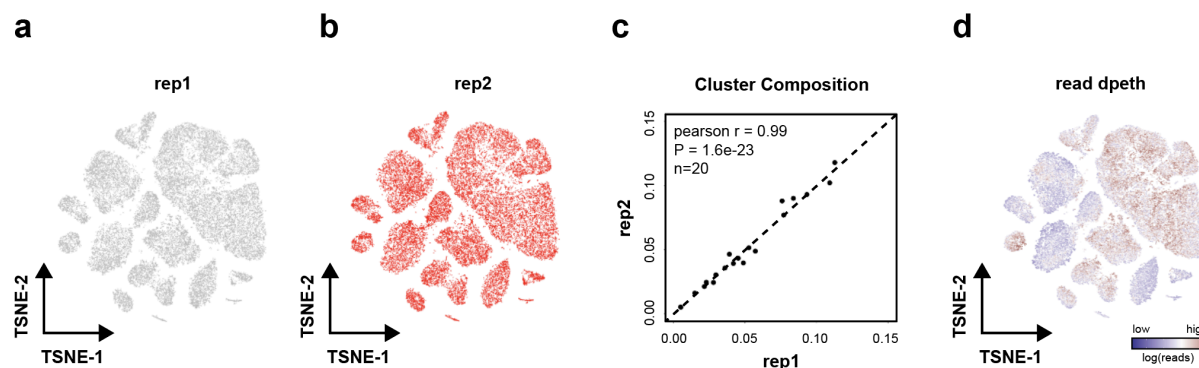 a
rep1
TSNE-2
TSNE-1
b
rep2
TSNE-2
TSNE-1
c
Cluster Composition
pearson r = 0.99
P = 1.6e-23
n=20
rep2
0.15
0.10
0.05
0.00
0.00 0.05 0.10 0.15
rep1
d
read dpeth
TSNE-2
TSNE-1
low hig
log(reads)